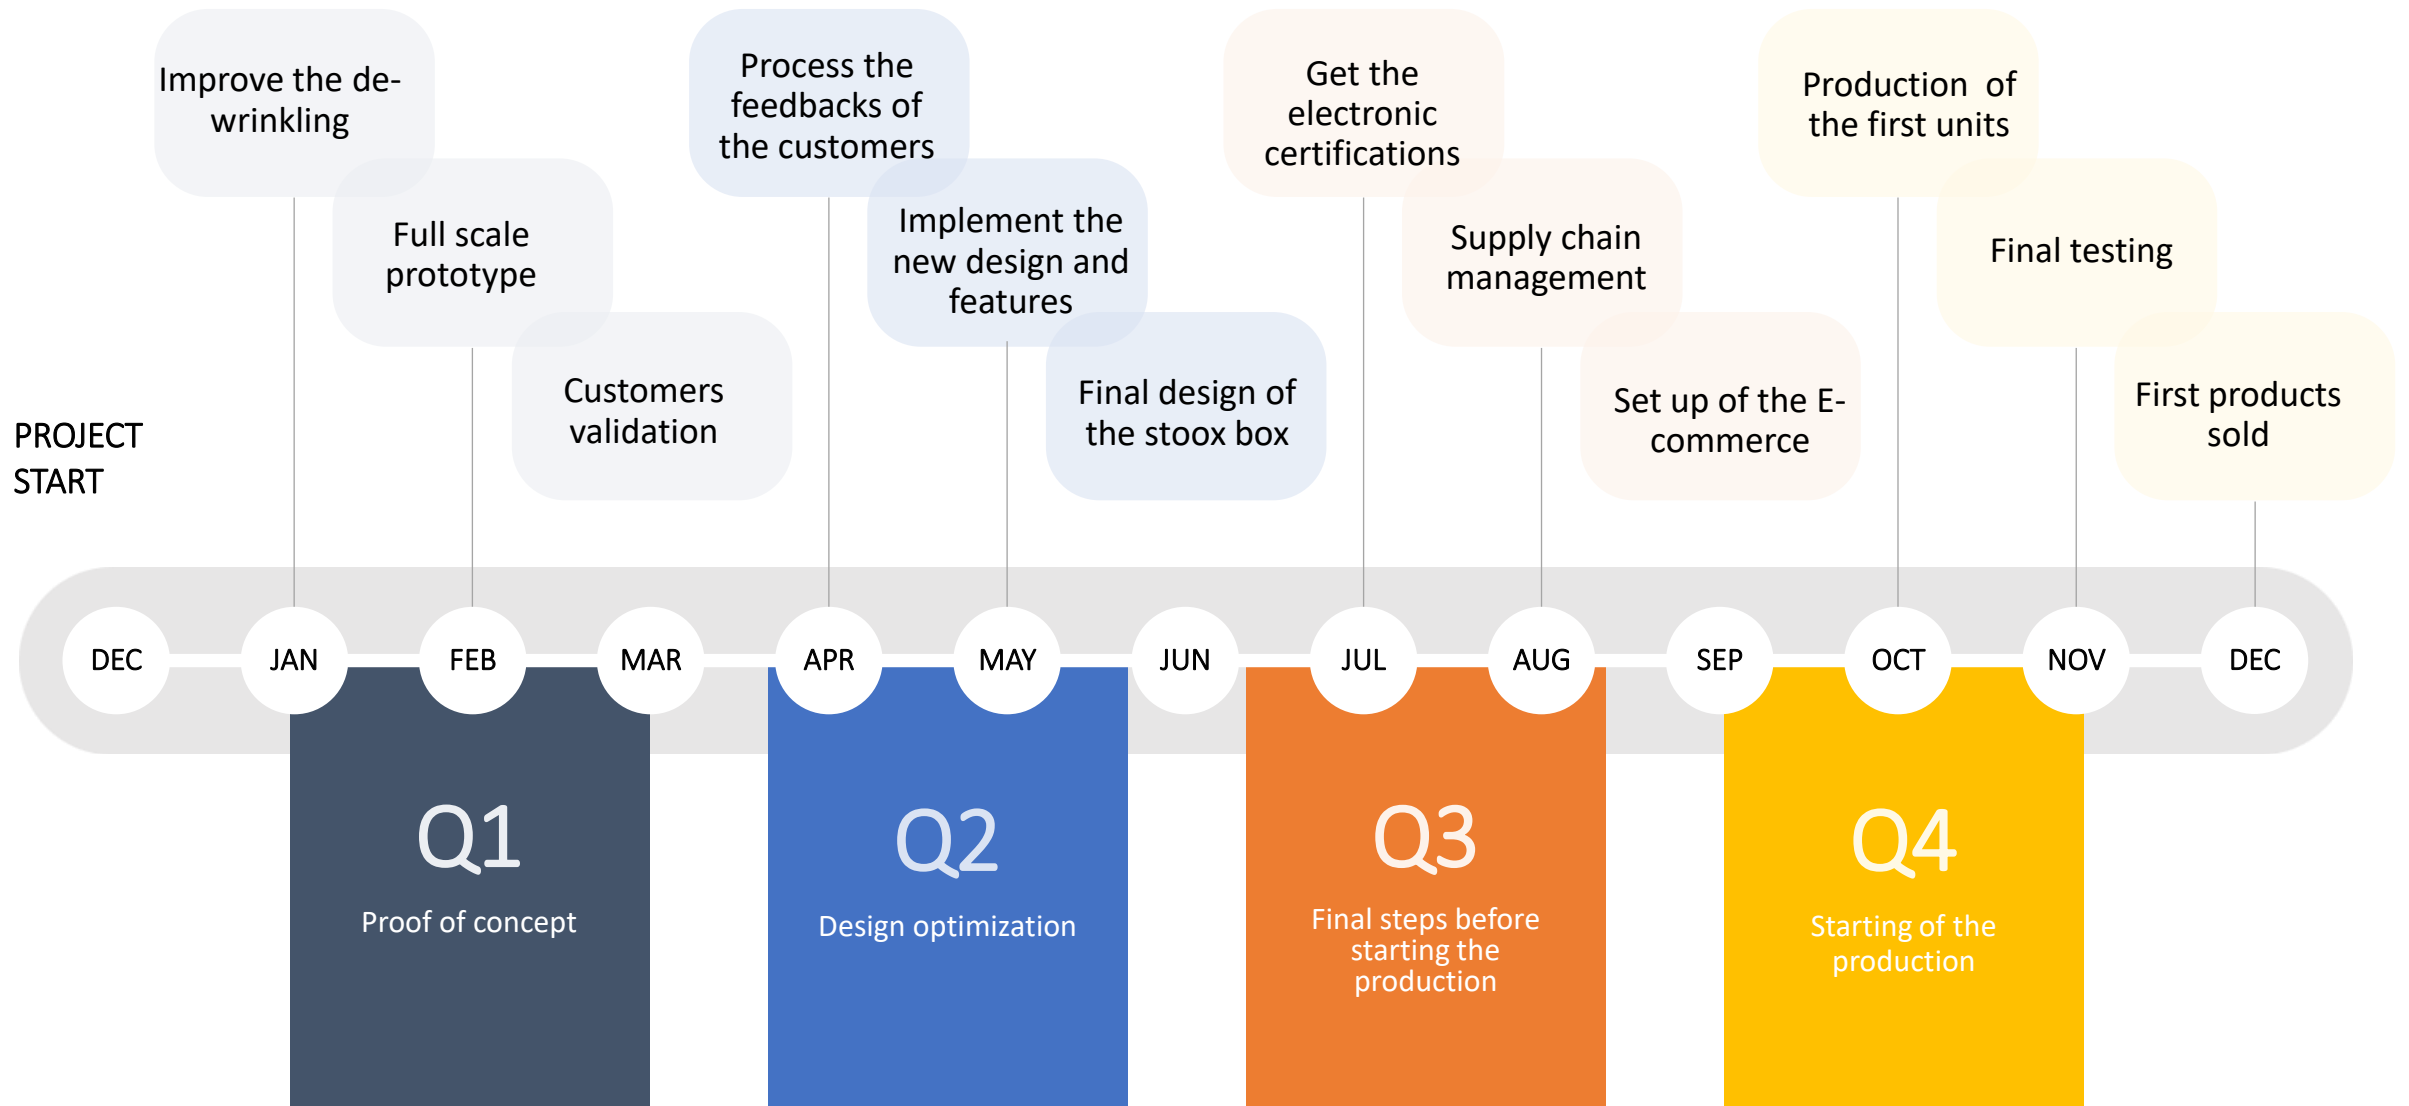 Improve the de-
wrinkling
Full scale
prototype
Customers
validation
Process the
feedbacks of
the customers
Implement the
new design and
features
Final design of
the stoox box
Get the
electronic
certifications
Supply chain
management
Set up of the E-
commerce
Production of
the first units
Final testing
First products
sold
PROJECT
START
DEC
JAN
FEB
MAR
APR
MAY
JUN
JUL
AUG
SEP
OCT
NOV
DEC
Q1
Proof of concept
Q2
Design optimization
Q3
Final steps before
starting the
production
Q4
Starting of the
production